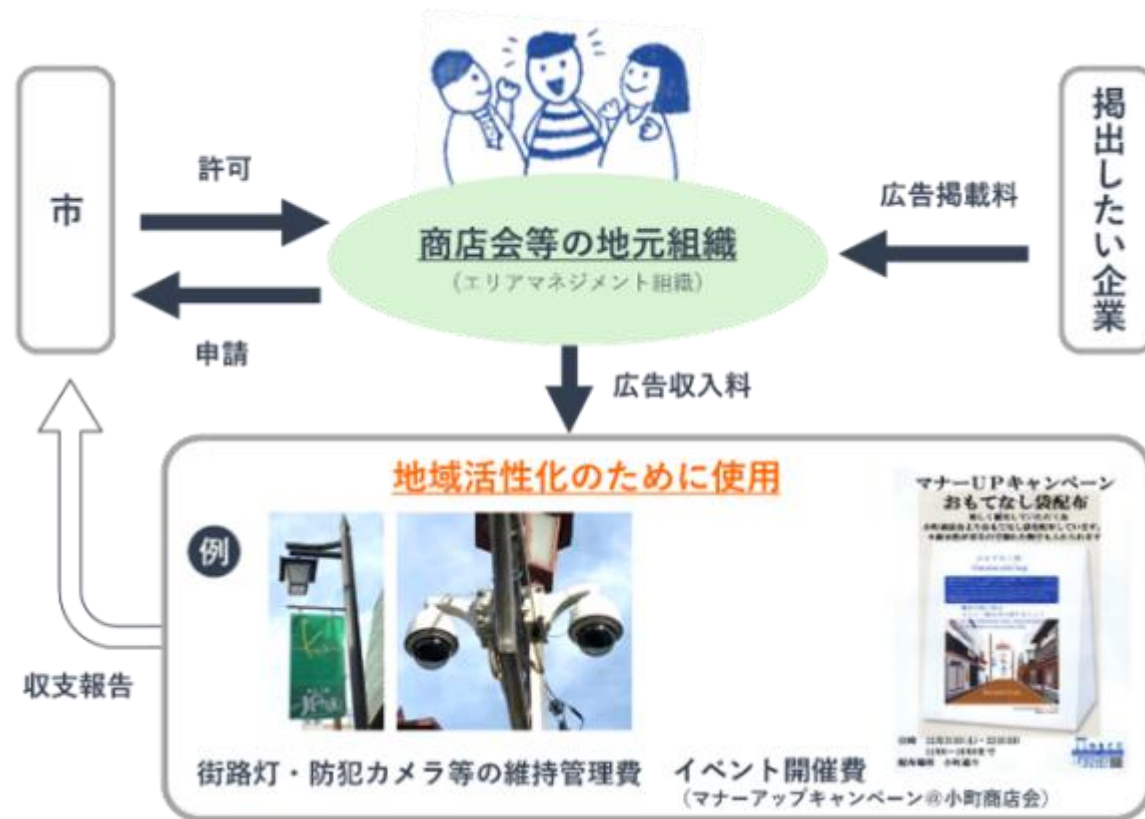 市
許可
申請
商店会等の地元組織
(エリアマネジメント組織)
広告掲載料
掲出したい企業
広告収入料
地域活性化のために使用
例
マナーUPキャンペーン
おもてなし袋配布
収支報告
街路灯・防犯カメラ等の維持管理費
イベント開催費
(マナーアップキャンペーン@小町商店会)